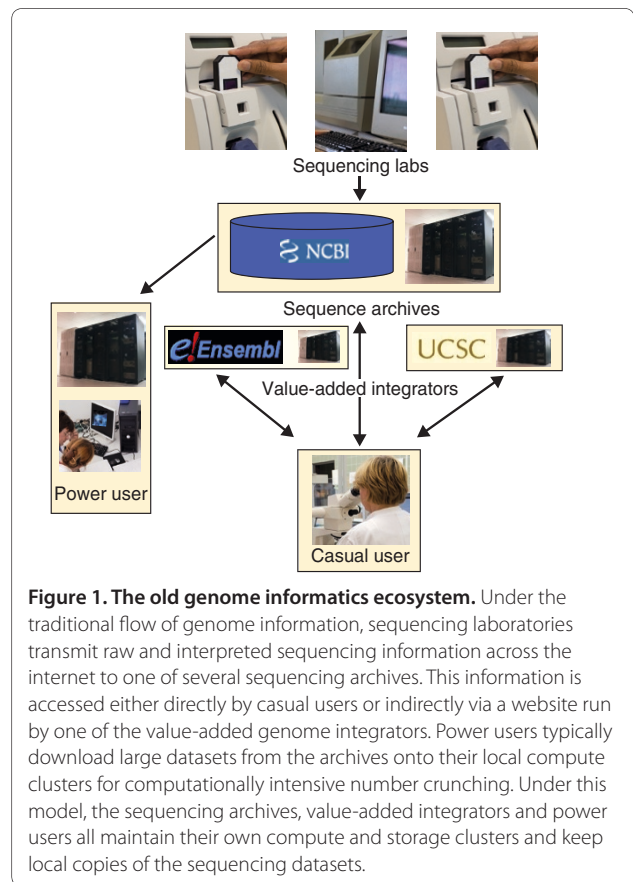 Sequencing labs
NCBI
Sequence archives
e!Ensembl
UCSC
Value-added integrators
Power user
Casual user
Figure 1. The old genome informatics ecosystem. Under the
traditional flow of genome information, sequencing laboratories
transmit raw and interpreted sequencing information across the
internet to one of several sequencing archives. This information is
accessed either directly by casual users or indirectly via a website run
by one of the value-added genome integrators. Power users typically
download large datasets from the archives onto their local compute
clusters for computationally intensive number crunching. Under this
model, the sequencing archives, value-added integrators and power
users all maintain their own compute and storage clusters and keep
local copies of the sequencing datasets.